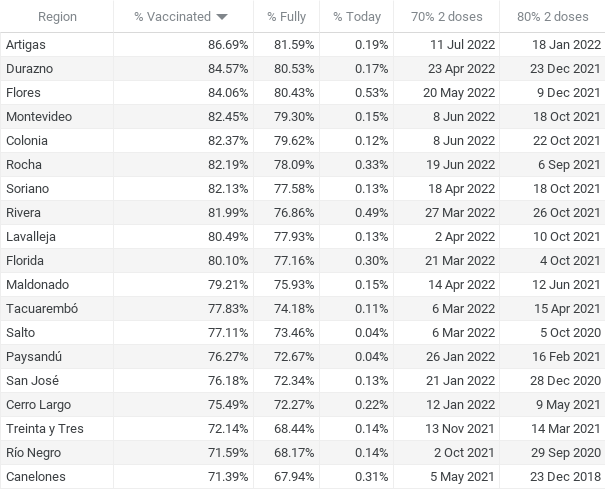 Region % Vaccinated % Fully % Today 70% 2 doses 80% 2 doses
Artigas 86.69% 81.59% 0.19% 11 Jul 2022 18 Jan 2022
Durazno 84.57% 80.53% 0.17% 23 Apr 2022 23 Dec 2021
Flores 84.06% 80.43% 0.53% 20 May 2022 9 Dec 2021
Montevideo 82.45% 79.30% 0.15% 8 Jun 2022 18 Oct 2021
Colonia 82.37% 79.62% 0.12% 8 Jun 2022 22 Oct 2021
Rocha 82.19% 78.09% 0.33% 19 Jun 2022 6 Sep 2021
Soriano 82.13% 77.58% 0.13% 18 Apr 2022 18 Oct 2021
Rivera 81.99% 76.86% 0.49% 27 Mar 2022 26 Oct 2021
Lavalleja 80.49% 77.93% 0.13% 2 Apr 2022 10 Oct 2021
Florida 80.10% 77.16% 0.30% 21 Mar 2022 4 Oct 2021
Maldonado 79.21% 75.93% 0.15% 14 Apr 2022 12 Jun 2021
Tacuarembó 77.83% 74.18% 0.11% 6 Mar 2022 15 Apr 2021
Salto 77.11% 73.46% 0.04% 6 Mar 2022 5 Oct 2020
Paysandú 76.27% 72.67% 0.04% 26 Jan 2022 16 Feb 2021
San José 76.18% 72.34% 0.13% 21 Jan 2022 28 Dec 2020
Cerro Largo 75.49% 72.27% 0.22% 12 Jan 2022 9 May 2021
Treinta y Tres 72.14% 68.44% 0.14% 13 Nov 2021 14 Mar 2021
Río Negro 71.59% 68.17% 0.14% 2 Oct 2021 29 Sep 2020
Canelones 71.39% 67.94% 0.31% 5 May 2021 23 Dec 2018